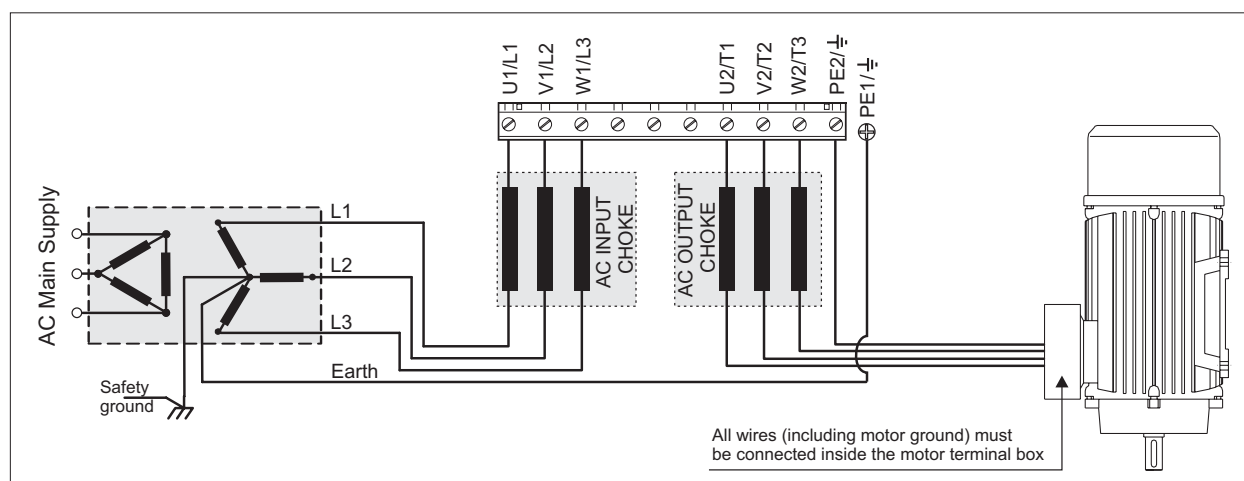 U1/L1
V1/L2
W1/L3
U2/T1
V2/T2
W2/T3
PE2/⏚
PE1/⏚
AC Main Supply
L1
L2
L3
Earth
Safety
ground
AC INPUT
CHOKE
AC OUTPUT
CHOKE
All wires (including motor ground) must
be connected inside the motor terminal box